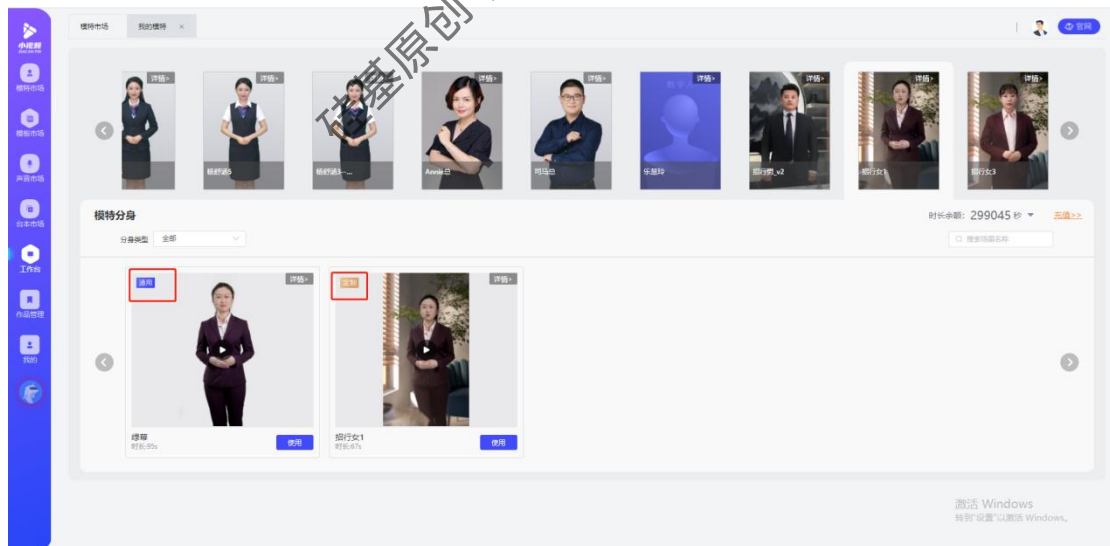 硅基原创
模特市场
我的模特 ×
官网
小视频
模特市场
模板市场
声音市场
台本市场
工作台
作品管理
我的
详情>
详情>
详情>
详情>
详情>
数字人
详情>
详情>
详情>
详情>
杨舒涵5
杨舒涵3--...
Annie总
司马总
乐慧玲
招行男_v2
招行女1
招行女3
模特分身
时长余额: 299045 秒
充值>>
分身类型 全部
搜索场景名称
通用
详情>
定制
详情>
绿幕
时长:95s
使用
招行女1
时长:67s
使用
激活 Windows
转到“设置”以激活 Windows。